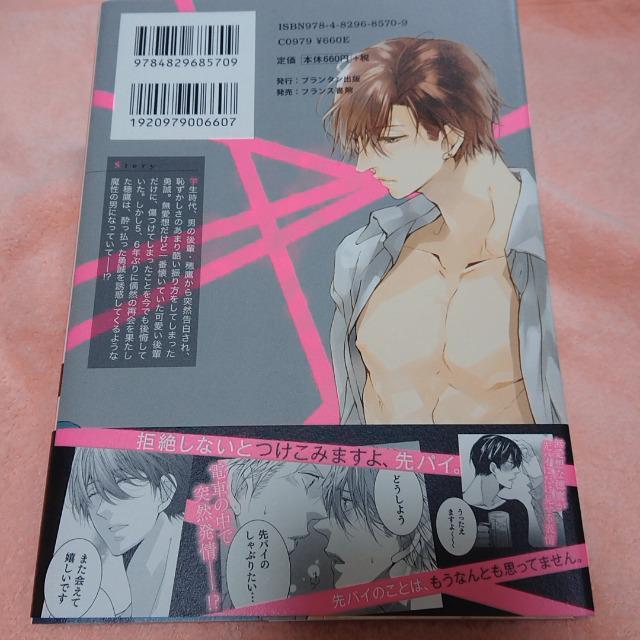 ISBN978-4-8296-8570-9
C0979 ¥660E
定価 本体660円+税
発行:プランタン出版
発売:フランス書院
9784829685709
1920979006607
Story
学生時代、男の後輩・穂鷹から突然告白され、
恥ずかしさのあまり酷い振り方をしてしまった
勇誠。無愛想だけど一番懐いていた可愛い後輩
だけに、傷つけてしまったことを今でも後悔して
いた。しかし5、6年ぶりに偶然の再会を果たし
た穂鷹は、酔っ払った勇誠を誘惑してくるような
魔性の男になっていて――!?
拒絶しないとつけこみますよ、先パイ。
うったえ
ますよ〜〜
どうしよう
先パイの
しゃぶりたい…
電車の中で
突然発情――!?
また会えて
嬉しいです
先パイのことは、もうなんとも思ってません。